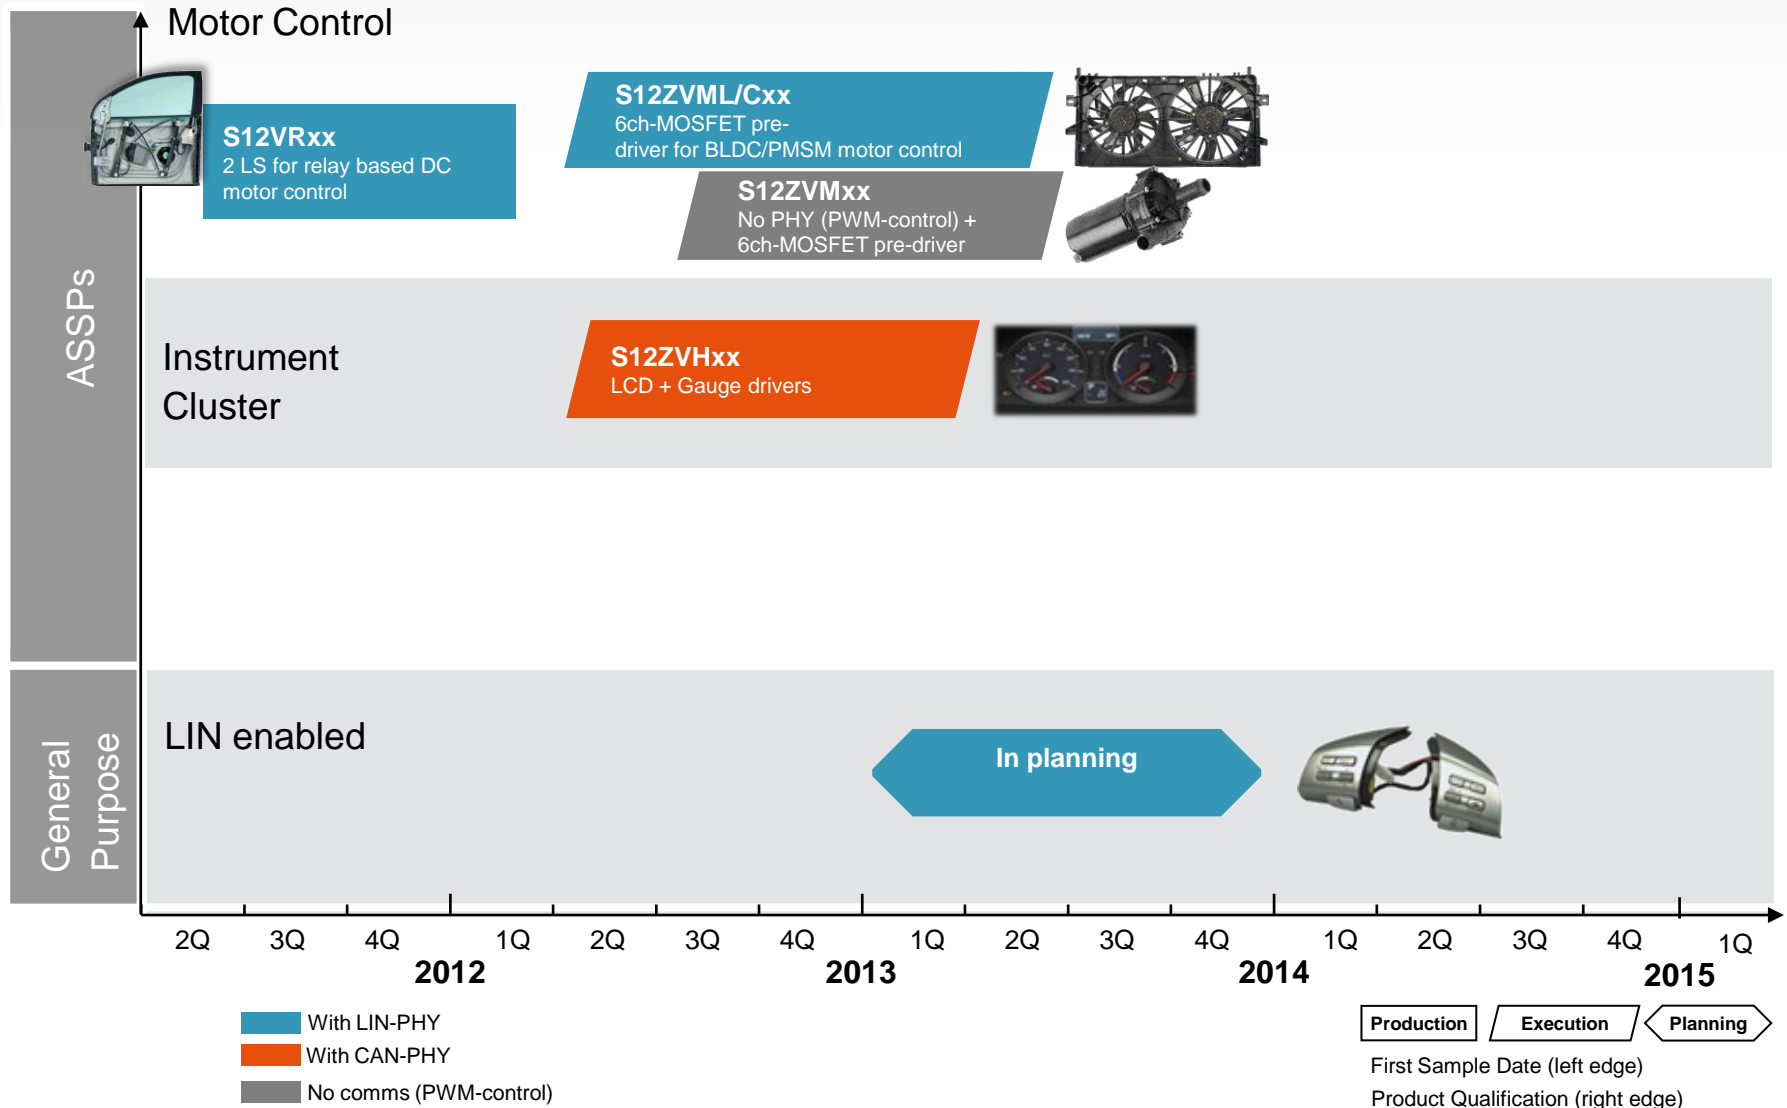 Motor Control
ASSPs
S12VRxx
2 LS for relay based DC
motor control
S12ZVML/Cxx
6ch-MOSFET pre-
driver for BLDC/PMSM motor control
S12ZVMxx
No PHY (PWM-control) +
6ch-MOSFET pre-driver
Instrument
Cluster
S12ZVHxx
LCD + Gauge drivers
General
Purpose
LIN enabled
In planning
2Q 3Q 4Q 1Q 2Q 3Q 4Q 1Q 2Q 3Q 4Q 1Q 2Q 3Q 4Q 1Q
2012 2013 2014 2015
With LIN-PHY
With CAN-PHY
No comms (PWM-control)
Production Execution Planning
First Sample Date (left edge)
Product Qualification (right edge)